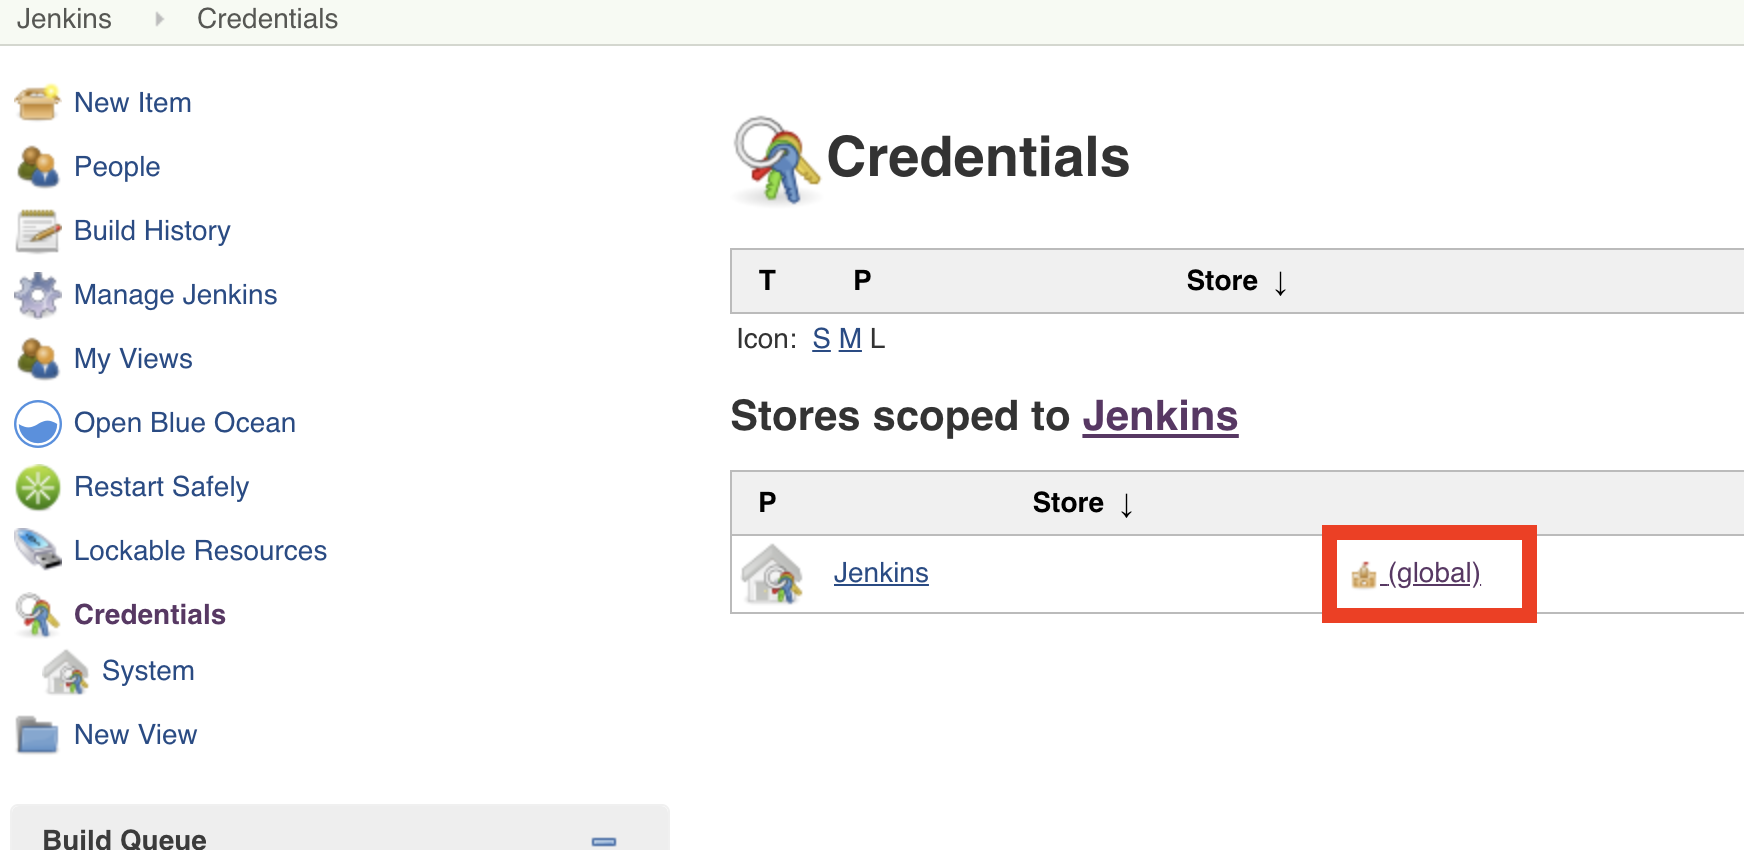 Jenkins Credentials
New Item
People
Build History
Manage Jenkins
My Views
Open Blue Ocean
Restart Safely
Lockable Resources
Credentials
System
New View
Build Queue
Credentials
T P Store ↓
Icon: S M L
Stores scoped to Jenkins
P Store ↓
Jenkins (global)